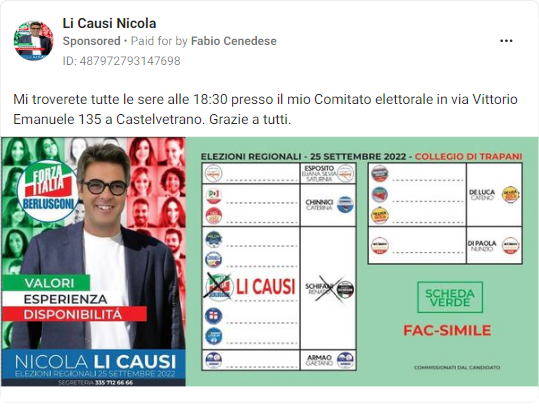 Li Causi Nicola
Sponsored • Paid for by Fabio Cenedese
ID: 487972793147698
Mi troverete tutte le sere alle 18:30 presso il mio Comitato elettorale in via Vittorio
Emanuele 135 a Castelvetrano. Grazie a tutti.
FORZA
ITALIA
BERLUSCONI
VALORI
ESPERIENZA
DISPONIBILITÁ
NICOLA LI CAUSI
ELEZIONI REGIONALI 25 SETTEMBRE 2022
SEGRETERIA 335 712 66 66
ELEZIONI REGIONALI - 25 SETTEMBRE 2022 - COLLEGIO DI TRAPANI
ESPOSITO
ELIANA SILVIA
SATURNIA
CHINNICI
CATERINA
LI CAUSI
SCHIFANI
RENATO
ARMAO
GAETANO
DE LUCA
CATENO
DI PAOLA
NUNZIO
SCHEDA
VERDE
FAC-SIMILE
COMMISSIONATI DAL CANDIDATO